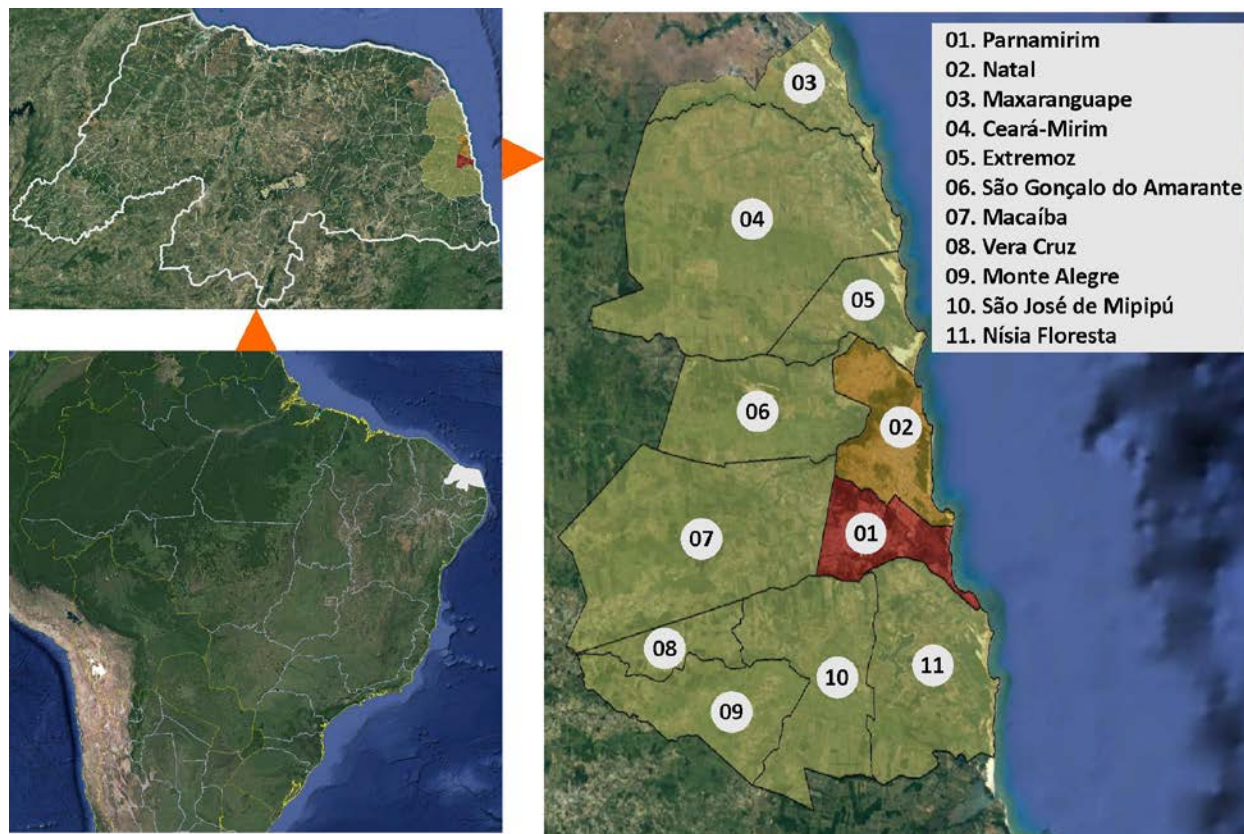 01. Parnamirim
02. Natal
03. Maxaranguape
04. Ceará-Mirim
05. Extremoz
06. São Gonçalo do Amarante
07. Macaíba
08. Vera Cruz
09. Monte Alegre
10. São José de Mipipú
11. Nísia Floresta
03
04
05
06
02
07
01
08
11
10
09